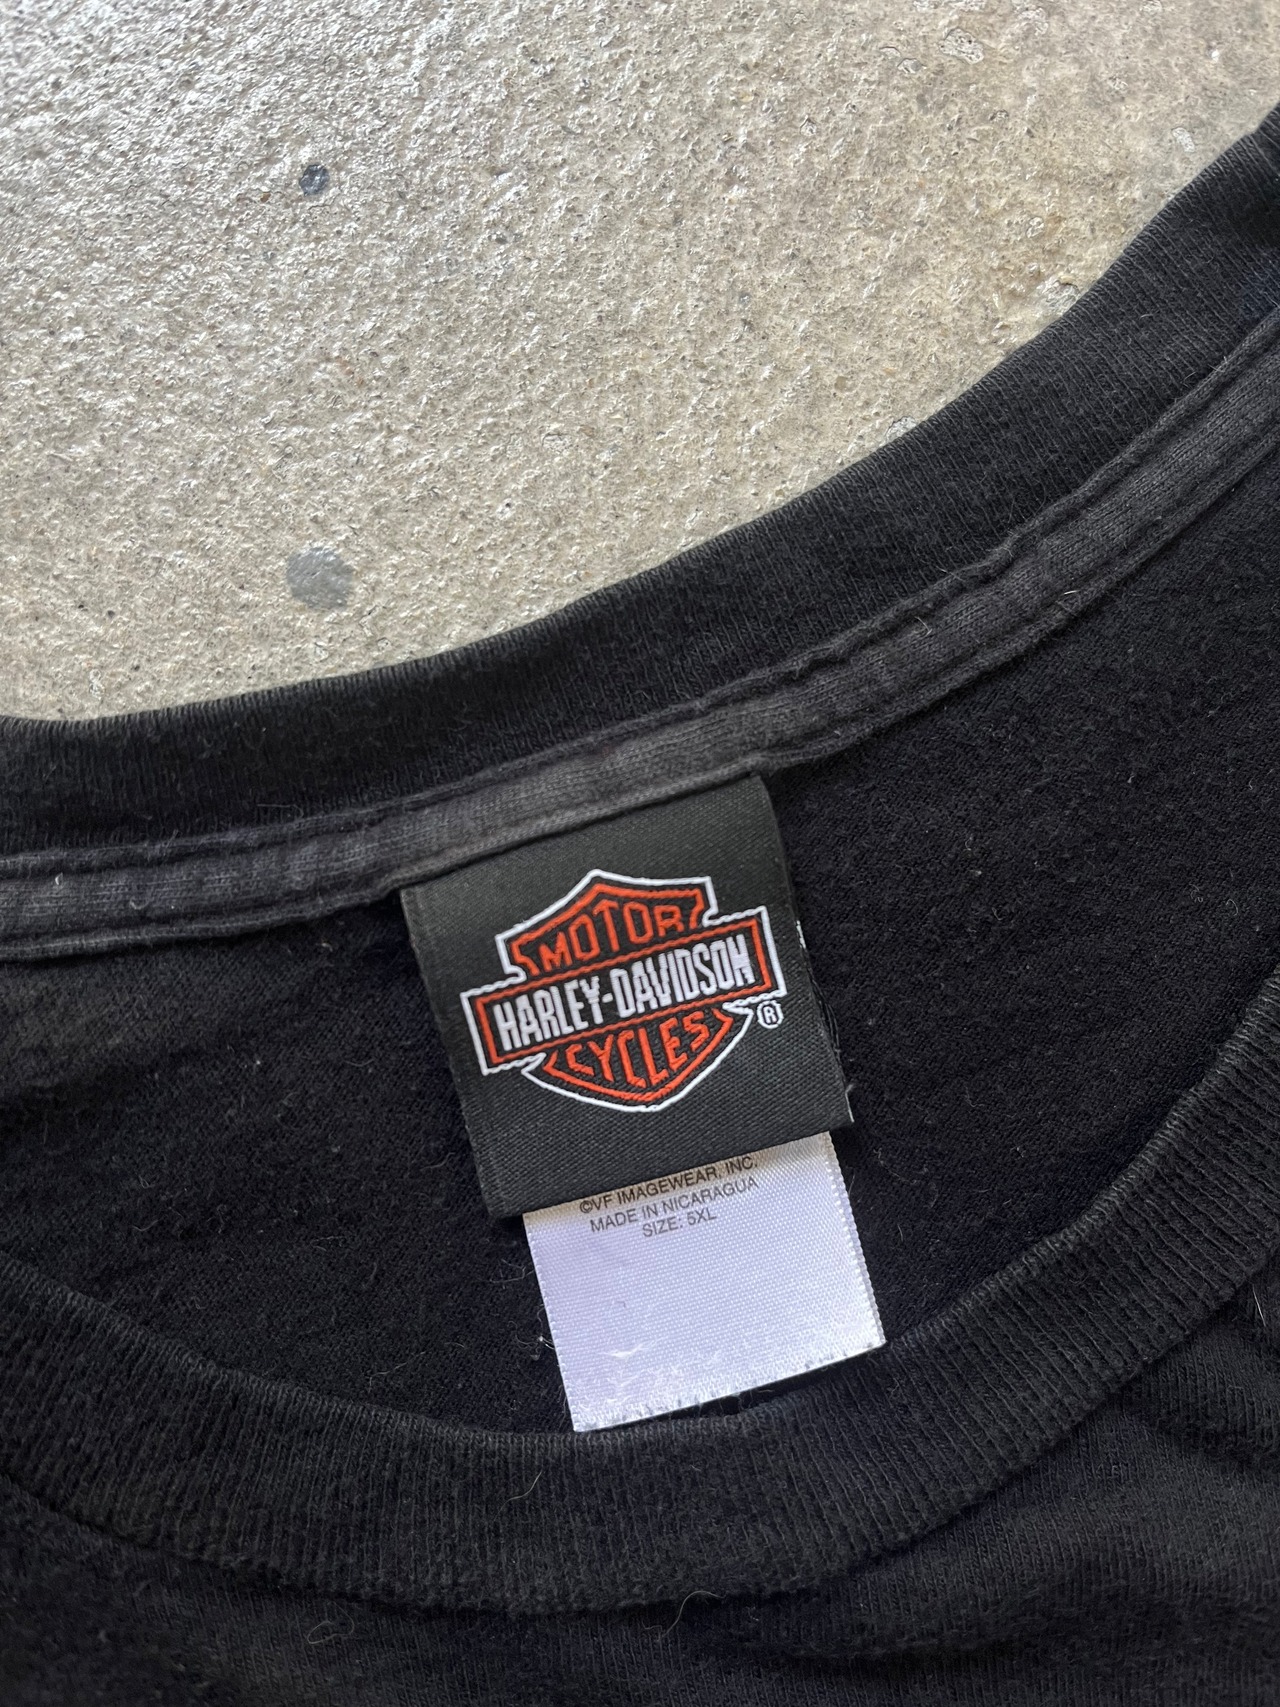 MOTOR
HARLEY-DAVIDSON
CYCLES
®
©VF IMAGEWEAR, INC.
MADE IN NICARAGUA
SIZE: 5XL